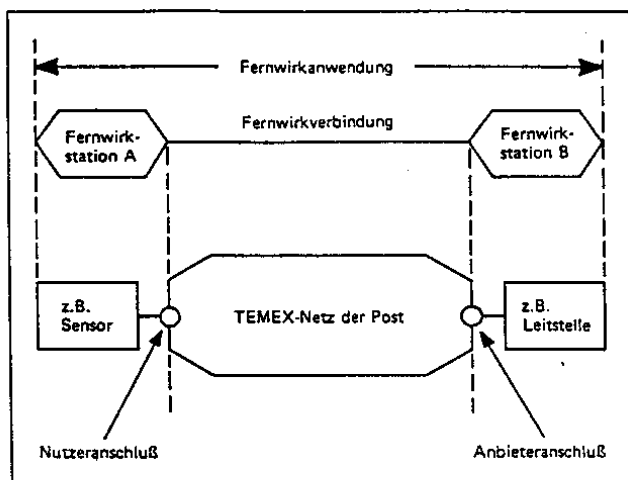 Fernwirkanwendung
Fernwirk-
station A
Fernwirkverbindung
Fernwirk-
station B
z.B.
Sensor
TEMEX-Netz der Post
z.B.
Leitstelle
Nutzeranschluß
Anbieteranschluß